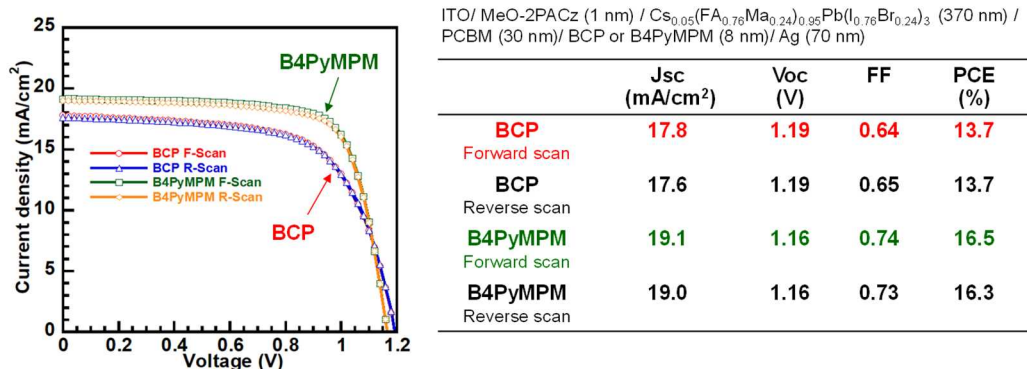 Current density (mA/cm²)
25
20
15
10
5
0
0
0.2
0.4
0.6
0.8
1
1.2
Voltage (V)
B4PyMPM
BCP F-Scan
BCP R-Scan
B4PyMPM F-Scan
B4PyMPM R-Scan
BCP
ITO/ MeO-2PACz (1 nm) / Cs₀.₀₅(FA₀.₇₆Ma₀.₂₄)₀.₉₅Pb(I₀.₇₆Br₀.₂₄)₃ (370 nm) /
PCBM (30 nm)/ BCP or B4PyMPM (8 nm)/ Ag (70 nm)
Jsc Voc FF PCE
(mA/cm²) (V) (%)
BCP 17.8 1.19 0.64 13.7
Forward scan
BCP 17.6 1.19 0.65 13.7
Reverse scan
B4PyMPM 19.1 1.16 0.74 16.5
Forward scan
B4PyMPM 19.0 1.16 0.73 16.3
Reverse scan